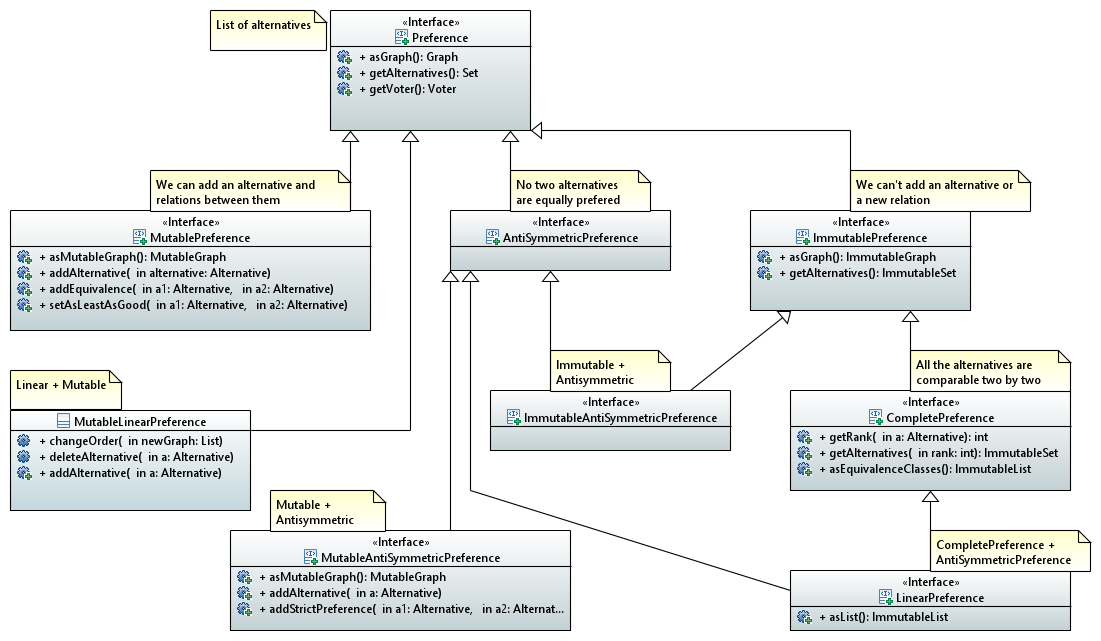 List of alternatives
«Interface»
Preference
+ asGraph(): Graph
+ getAlternatives(): Set
+ getVoter(): Voter
We can add an alternative and
relations between them
«Interface»
MutablePreference
+ asMutableGraph(): MutableGraph
+ addAlternative( in alternative: Alternative)
+ addEquivalence( in a1: Alternative, in a2: Alternative)
+ setAsLeastAsGood( in a1: Alternative, in a2: Alternative)
No two alternatives
are equally prefered
«Interface»
AntiSymmetricPreference
We can't add an alternative or
a new relation
«Interface»
ImmutablePreference
+ asGraph(): ImmutableGraph
+ getAlternatives(): ImmutableSet
Linear + Mutable
MutableLinearPreference
+ changeOrder( in newGraph: List)
+ deleteAlternative( in a: Alternative)
+ addAlternative( in a: Alternative)
Immutable +
Antisymmetric
«Interface»
ImmutableAntiSymmetricPreference
All the alternatives are
comparable two by two
«Interface»
CompletePreference
+ getRank( in a: Alternative): int
+ getAlternatives( in rank: int): ImmutableSet
+ asEquivalenceClasses(): ImmutableList
Mutable +
Antisymmetric
«Interface»
MutableAntiSymmetricPreference
+ asMutableGraph(): MutableGraph
+ addAlternative( in a: Alternative)
+ addStrictPreference( in a1: Alternative, in a2: Alternat...
CompletePreference +
AntiSymmetricPreference
«Interface»
LinearPreference
+ asList(): ImmutableList